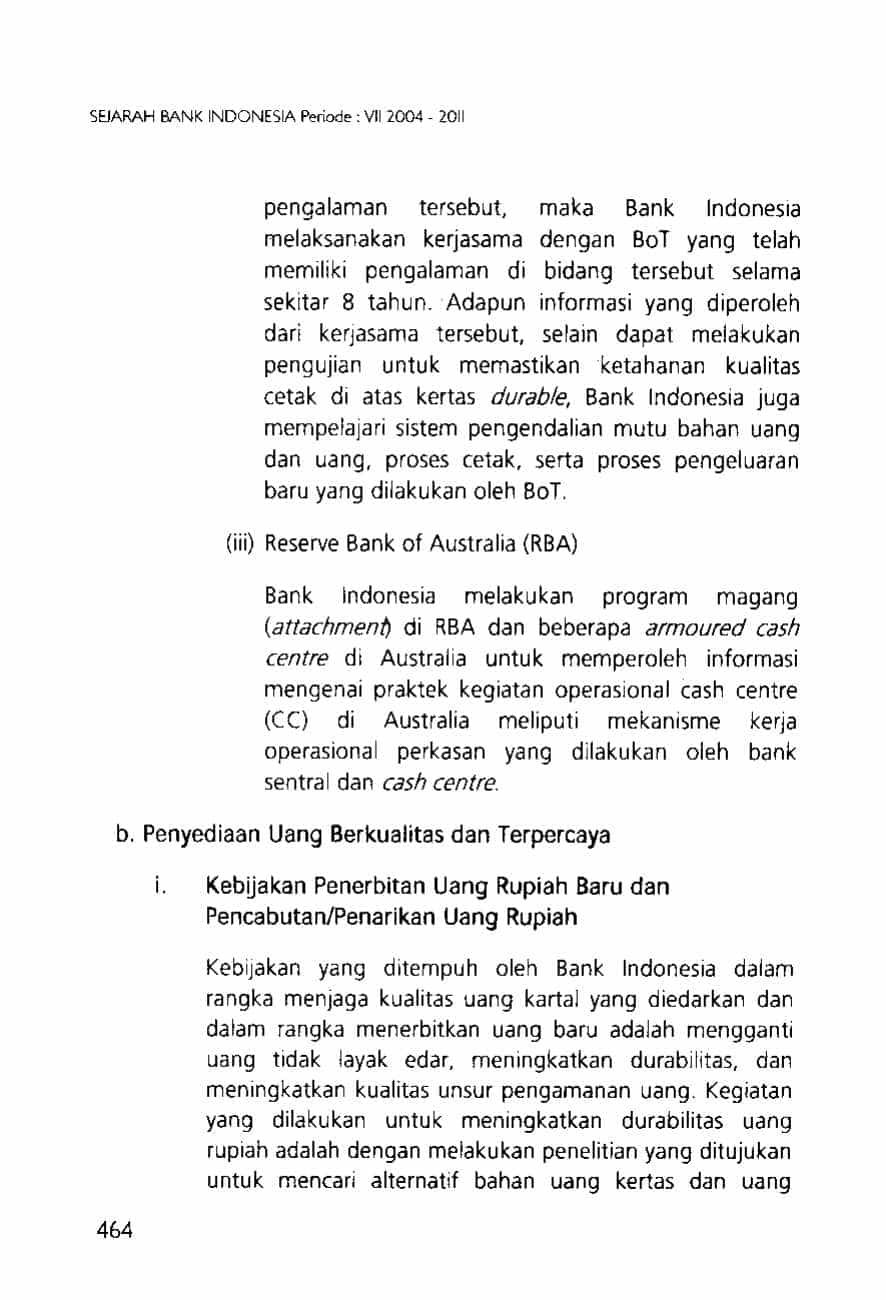 SEJARAH BANK INDONESIA Periode : VII 2004 - 2011
pengalaman tersebut, maka Bank Indonesia
melaksanakan kerjasama dengan BoT yang telah
memiliki pengalaman di bidang tersebut selama
sekitar 8 tahun. Adapun informasi yang diperoleh
dari kerjasama tersebut, selain dapat melakukan
pengujian untuk memastikan ketahanan kualitas
cetak di atas kertas durable, Bank Indonesia juga
mempelajari sistem pengendalian mutu bahan uang
dan uang, proses cetak, serta proses pengeluaran
baru yang dilakukan oleh BoT.
(iii) Reserve Bank of Australia (RBA)
Bank Indonesia melakukan program magang
(attachment) di RBA dan beberapa armoured cash
centre di Australia untuk memperoleh informasi
mengenai praktek kegiatan operasional cash centre
(CC) di Australia meliputi mekanisme kerja
operasional perkasan yang dilakukan oleh bank
sentral dan cash centre.
b. Penyediaan Uang Berkualitas dan Terpercaya
i. Kebijakan Penerbitan Uang Rupiah Baru dan
Pencabutan/Penarikan Uang Rupiah
Kebijakan yang ditempuh oleh Bank Indonesia dalam
rangka menjaga kualitas uang kartal yang diedarkan dan
dalam rangka menerbitkan uang baru adalah mengganti
uang tidak layak edar, meningkatkan durabilitas, dan
meningkatkan kualitas unsur pengamanan uang. Kegiatan
yang dilakukan untuk meningkatkan durabilitas uang
rupiah adalah dengan melakukan penelitian yang ditujukan
untuk mencari alternatif bahan uang kertas dan uang
464